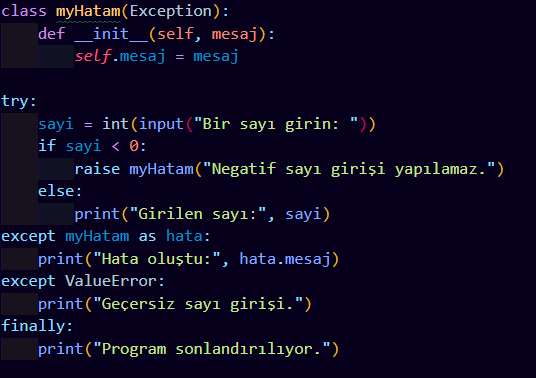 class myHatam(Exception):
    def __init__(self, mesaj):
        self.mesaj = mesaj

try:
    sayi = int(input("Bir sayı girin: "))
    if sayi < 0:
        raise myHatam("Negatif sayı girişi yapılamaz.")
    else:
        print("Girilen sayı:", sayi)
except myHatam as hata:
    print("Hata oluştu:", hata.mesaj)
except ValueError:
    print("Geçersiz sayı girişi.")
finally:
    print("Program sonlandırılıyor.")